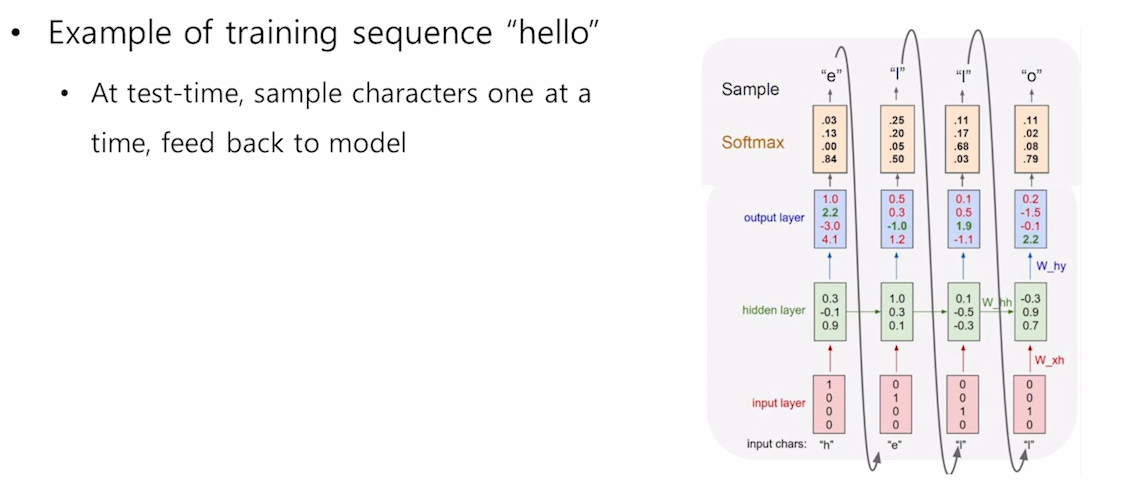 • Example of training sequence “hello”
• At test-time, sample characters one at a
time, feed back to model
“e” “l” “l” “o”
Sample
.03 .25 .11 .11
.13 .20 .17 .02
Softmax
.00 .05 .68 .08
.84 .50 .03 .79
1.0 0.5 0.1 0.2
2.2 0.3 0.5 -1.5
output layer
-3.0 -1.0 1.9 -0.1
4.1 1.2 -1.1 2.2
W_hy
0.3 1.0 0.1 -0.3
W_hh
hidden layer
-0.1 0.3 -0.5 0.9
0.9 0.1 -0.3 0.7
W_xh
1 0 0 0
0 1 0 0
input layer
0 0 1 1
0 0 0 0
input chars: “h” “e” “l” “l”